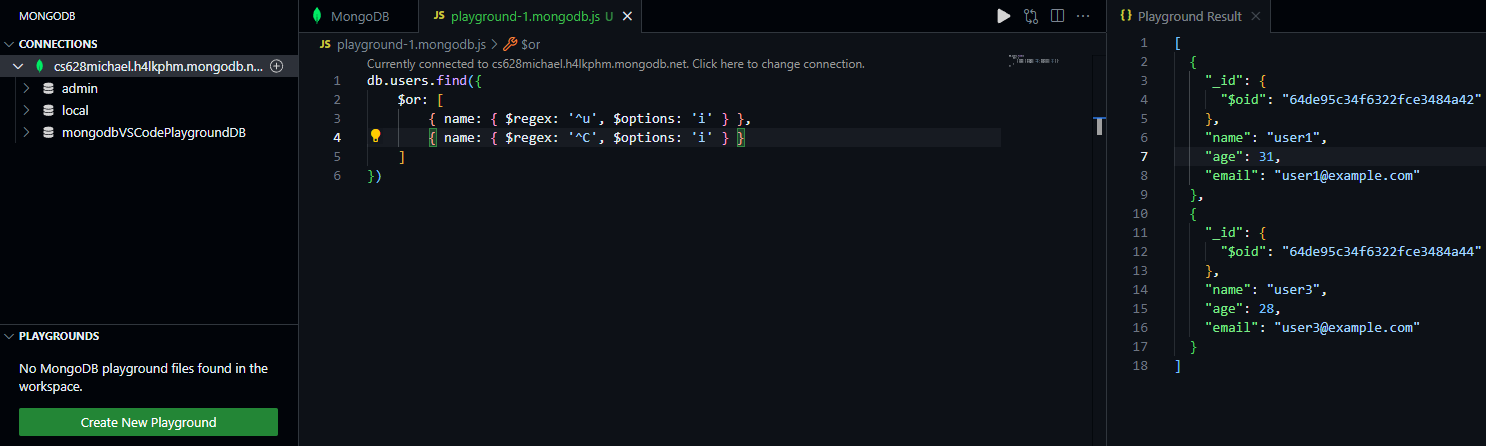 MONGODB
CONNECTIONS
cs628michael.h4lkphm.mongodb.n...
admin
local
mongodbVSCodePlaygroundDB
PLAYGROUNDS
No MongoDB playground files found in the
workspace.
Create New Playground
MongoDB
JS playground-1.mongodb.js U
JS playground-1.mongodb.js > $or
Currently connected to cs628michael.h4lkphm.mongodb.net. Click here to change connection.
1 db.users.find({
2 $or: [
3 { name: { $regex: '^u', $options: 'i' } },
4 { name: { $regex: '^C', $options: 'i' } }
5 ]
6 })
{} Playground Result
1 [
2 {
3 "_id": {
4 "$oid": "64de95c34f6322fce3484a42"
5 },
6 "name": "user1",
7 "age": 31,
8 "email": "user1@example.com"
9 },
10 {
11 "_id": {
12 "$oid": "64de95c34f6322fce3484a44"
13 },
14 "name": "user3",
15 "age": 28,
16 "email": "user3@example.com"
17 }
18 ]